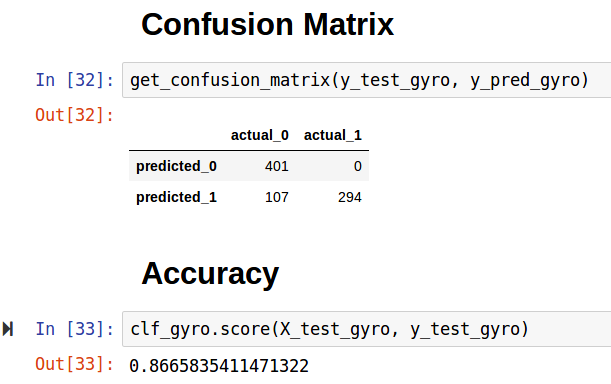 Confusion Matrix
In [32]: get_confusion_matrix(y_test_gyro, y_pred_gyro)
Out[32]:
actual_0 actual_1
predicted_0 401 0
predicted_1 107 294
Accuracy
In [33]: clf_gyro.score(X_test_gyro, y_test_gyro)
Out[33]: 0.8665835411471322